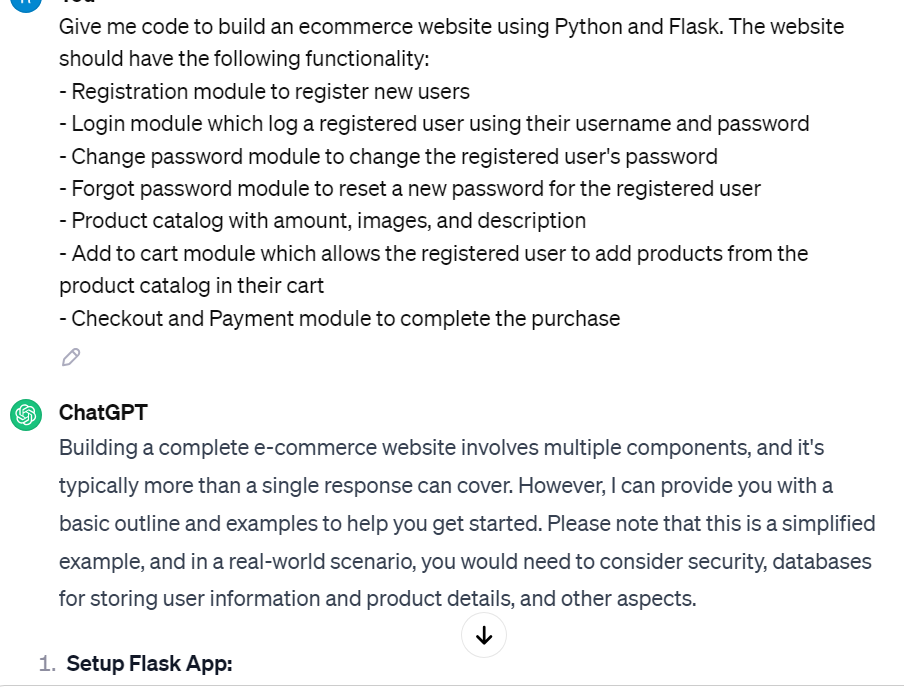 Give me code to build an ecommerce website using Python and Flask. The website
should have the following functionality:
- Registration module to register new users
- Login module which log a registered user using their username and password
- Change password module to change the registered user's password
- Forgot password module to reset a new password for the registered user
- Product catalog with amount, images, and description
- Add to cart module which allows the registered user to add products from the
product catalog in their cart
- Checkout and Payment module to complete the purchase
ChatGPT
Building a complete e-commerce website involves multiple components, and it's
typically more than a single response can cover. However, I can provide you with a
basic outline and examples to help you get started. Please note that this is a simplified
example, and in a real-world scenario, you would need to consider security, databases
for storing user information and product details, and other aspects.
1. Setup Flask App: